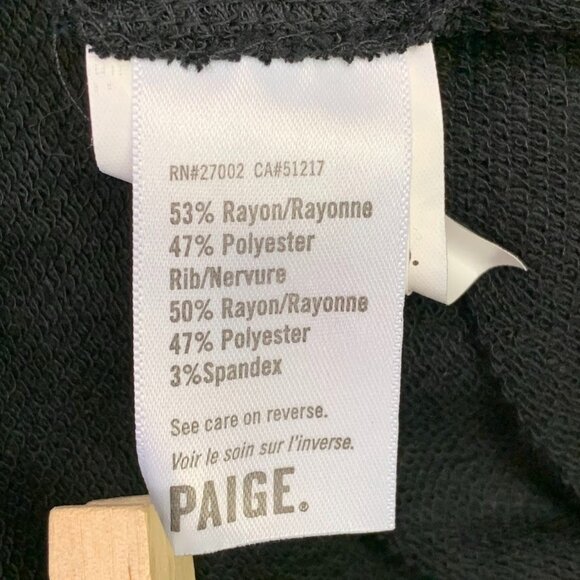 RN#27002 CA#51217
53% Rayon/Rayonne
47% Polyester
Rib/Nervure
50% Rayon/Rayonne
47% Polyester
3%Spandex
See care on reverse.
Voir le soin sur l'inverse.
PAIGE.®